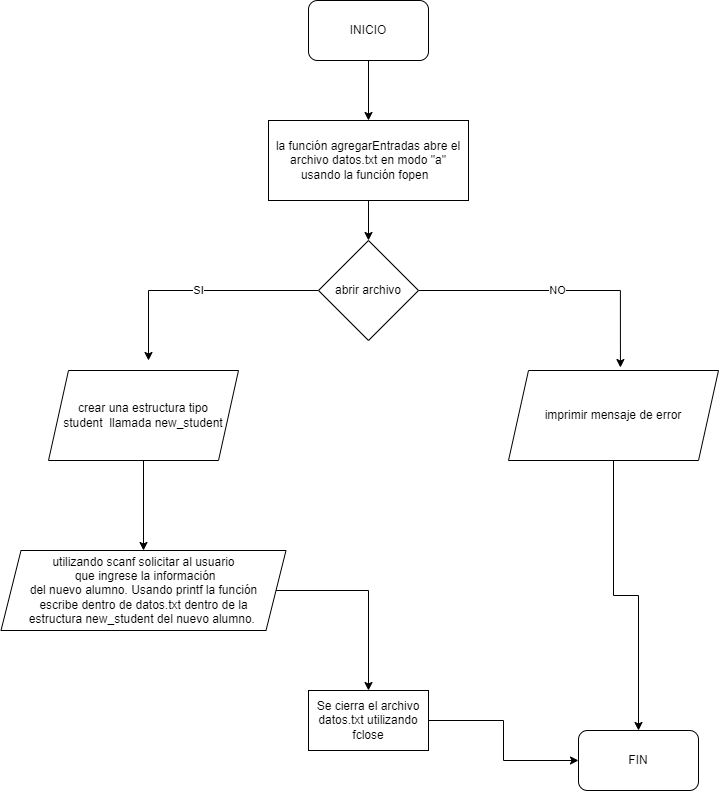 INICIO
la función agregarEntradas abre el
archivo datos.txt en modo "a"
usando la función fopen
abrir archivo
SI
NO
crear una estructura tipo
student llamada new_student
imprimir mensaje de error
utilizando scanf solicitar al usuario
que ingrese la información
del nuevo alumno. Usando printf la función
escribe dentro de datos.txt dentro de la
estructura new_student del nuevo alumno.
Se cierra el archivo
datos.txt utilizando
fclose
FIN